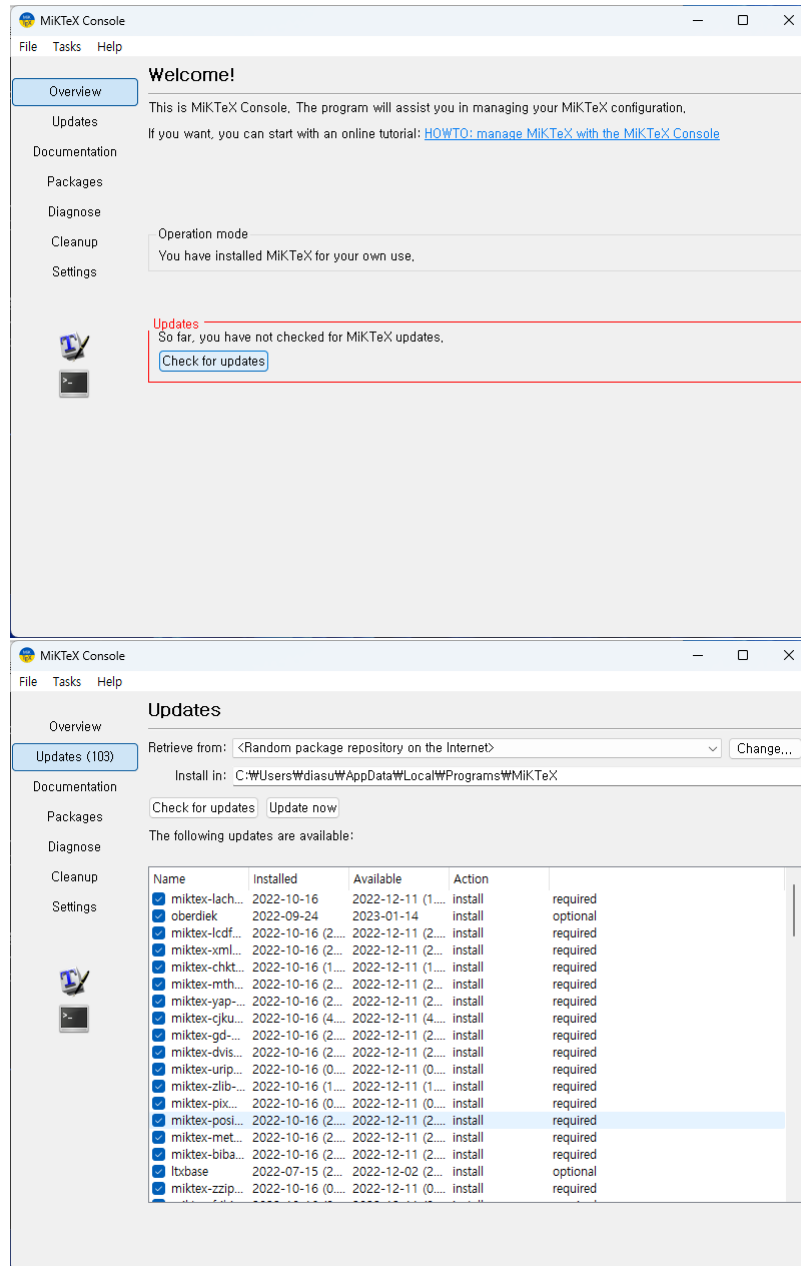 MiKTeX Console
File Tasks Help
Welcome!
Overview
Updates
Documentation
Packages
Diagnose
Cleanup
Settings
This is MiKTeX Console, The program will assist you in managing your MiKTeX configuration,
If you want, you can start with an online tutorial: HOWTO: manage MiKTeX with the MiKTeX Console
Operation mode
You have installed MiKTeX for your own use,
Updates
So far, you have not checked for MiKTeX updates,
Check for updates
MiKTeX Console
File Tasks Help
Updates
Overview
Updates (103)
Documentation
Packages
Diagnose
Cleanup
Settings
Retrieve from: <Random package repository on the Internet> Change,,,
Install in: C:₩Users₩diasu₩AppData₩Local₩Programs₩MiKTeX
Check for updates Update now
The following updates are available:
Name Installed Available Action
miktex-lach... 2022-10-16 2022-12-11 (1.... install required
oberdiek 2022-09-24 2023-01-14 install optional
miktex-lcdf... 2022-10-16 (2.... 2022-12-11 (2.... install required
miktex-xml... 2022-10-16 (2... 2022-12-11 (2... install required
miktex-chkt... 2022-10-16 (1.... 2022-12-11 (1.... install required
miktex-mth... 2022-10-16 (2... 2022-12-11 (2... install required
miktex-yap-... 2022-10-16 (2... 2022-12-11 (2... install required
miktex-cjku... 2022-10-16 (4.... 2022-12-11 (4.... install required
miktex-gd-... 2022-10-16 (2.... 2022-12-11 (2.... install required
miktex-dvis... 2022-10-16 (2.... 2022-12-11 (2.... install required
miktex-urip... 2022-10-16 (0.... 2022-12-11 (0.... install required
miktex-zlib-... 2022-10-16 (1.... 2022-12-11 (1.... install required
miktex-pix... 2022-10-16 (0.... 2022-12-11 (0.... install required
miktex-posi... 2022-10-16 (2.... 2022-12-11 (2.... install required
miktex-met... 2022-10-16 (2.... 2022-12-11 (2.... install required
miktex-biba... 2022-10-16 (2.... 2022-12-11 (2.... install required
ltxbase 2022-07-15 (2... 2022-12-02 (2... install optional
miktex-zzip... 2022-10-16 (0.... 2022-12-11 (0.... install required